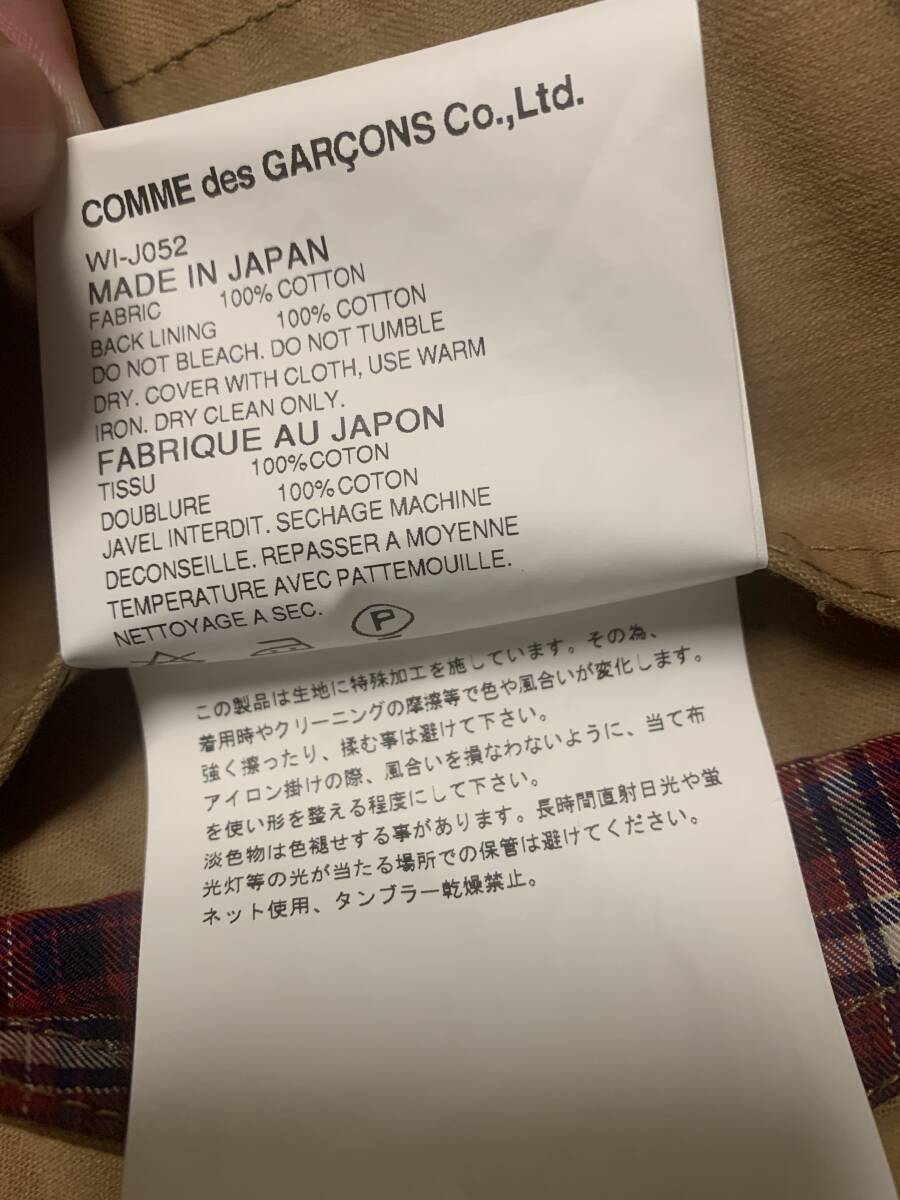 COMME des GARÇONS Co.,Ltd.
WI-J052
MADE IN JAPAN
FABRIC 100% COTTON
BACK LINING 100% COTTON
DO NOT BLEACH. DO NOT TUMBLE
DRY. COVER WITH CLOTH, USE WARM
IRON. DRY CLEAN ONLY.
FABRIQUE AU JAPON
TISSU 100%COTON
DOUBLURE 100%COTON
JAVEL INTERDIT. SECHAGE MACHINE
DECONSEILLE. REPASSER A MOYENNE
TEMPERATURE AVEC PATTEMOUILLE.
NETTOYAGE A SEC.
P
この製品は生地に特殊加工を施しています。その為、
着用時やクリーニングの摩擦等で色や風合いが変化します。
強く擦ったり、揉む事は避けて下さい。
アイロン掛けの際、風合いを損なわないように、当て布
を使い形を整える程度にして下さい。
淡色物は色褪せする事があります。長時間直射日光や蛍
光灯等の光が当たる場所での保管は避けてください。
ネット使用、タンブラー乾燥禁止。